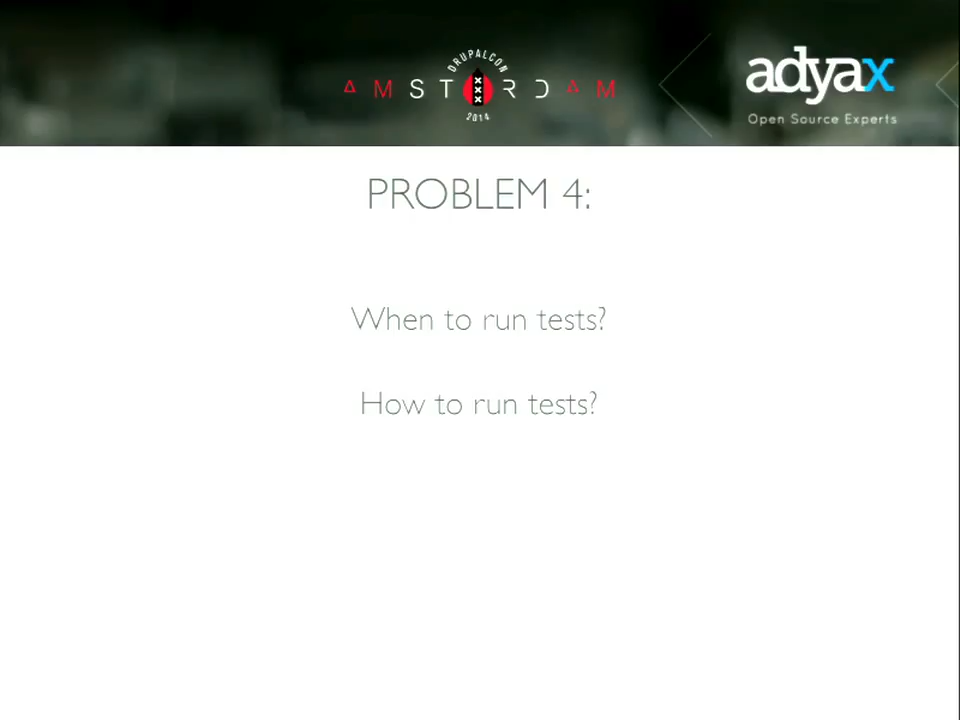 DRUPALCON
AMSTERDAM
2014
adyax
Open Source Experts
PROBLEM 4:
When to run tests?
How to run tests?